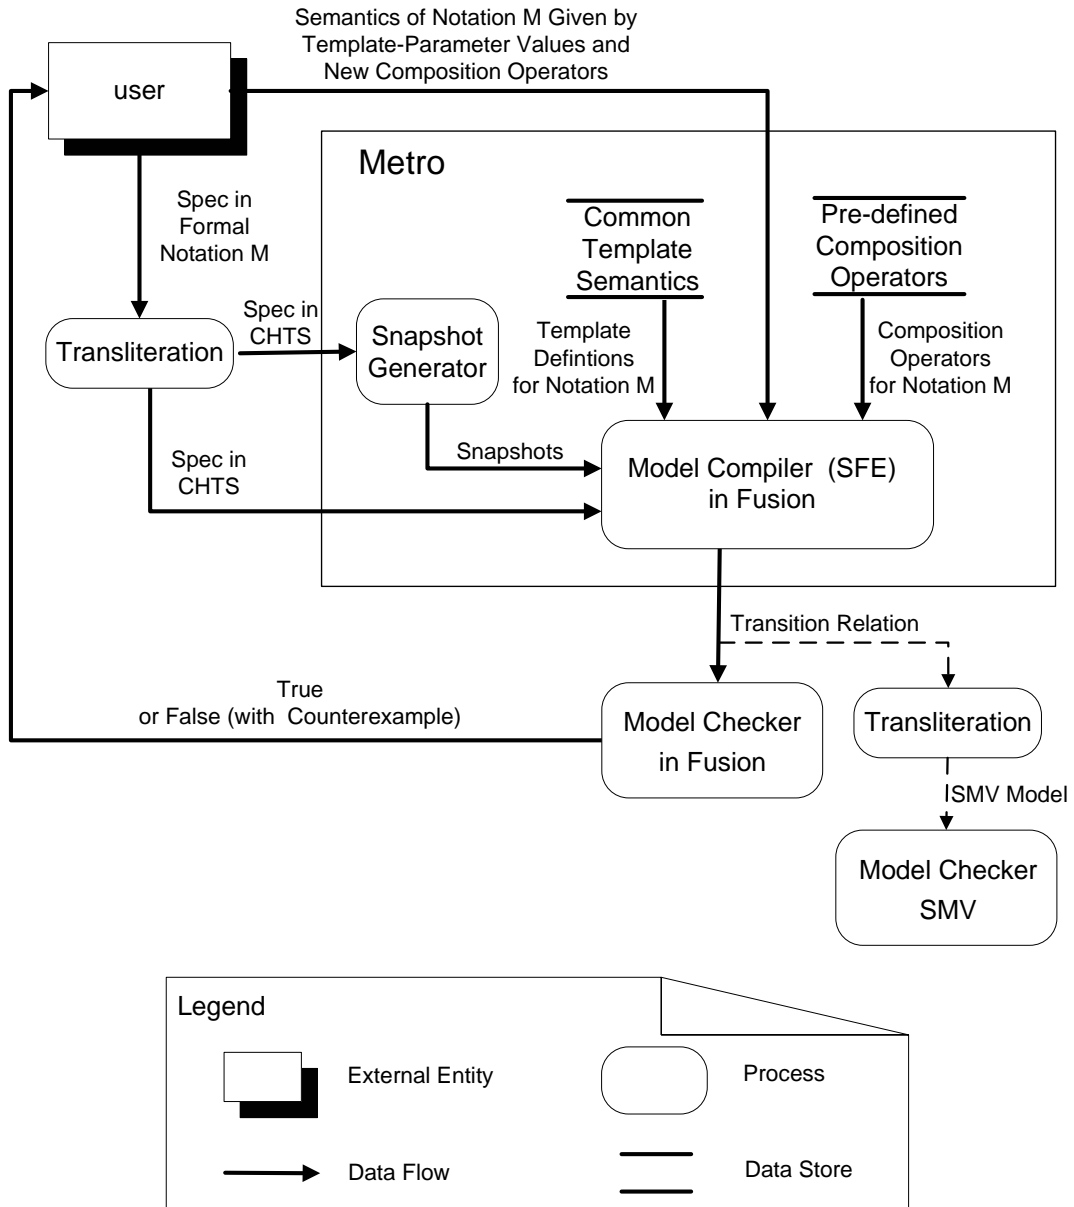 Semantics of Notation M Given by
Template-Parameter Values and
New Composition Operators
user
Metro
Spec in
Formal
Notation M
Common
Template
Semantics
Pre-defined
Composition
Operators
Spec in
CHTS
Transliteration
Snapshot
Generator
Template
Defintions
for Notation M
Composition
Operators
for Notation M
Snapshots
Spec in
CHTS
Model Compiler (SFE)
in Fusion
Transition Relation
True
or False (with Counterexample)
Model Checker
in Fusion
Transliteration
SMV Model
Model Checker
SMV
Legend
External Entity
Process
Data Flow
Data Store